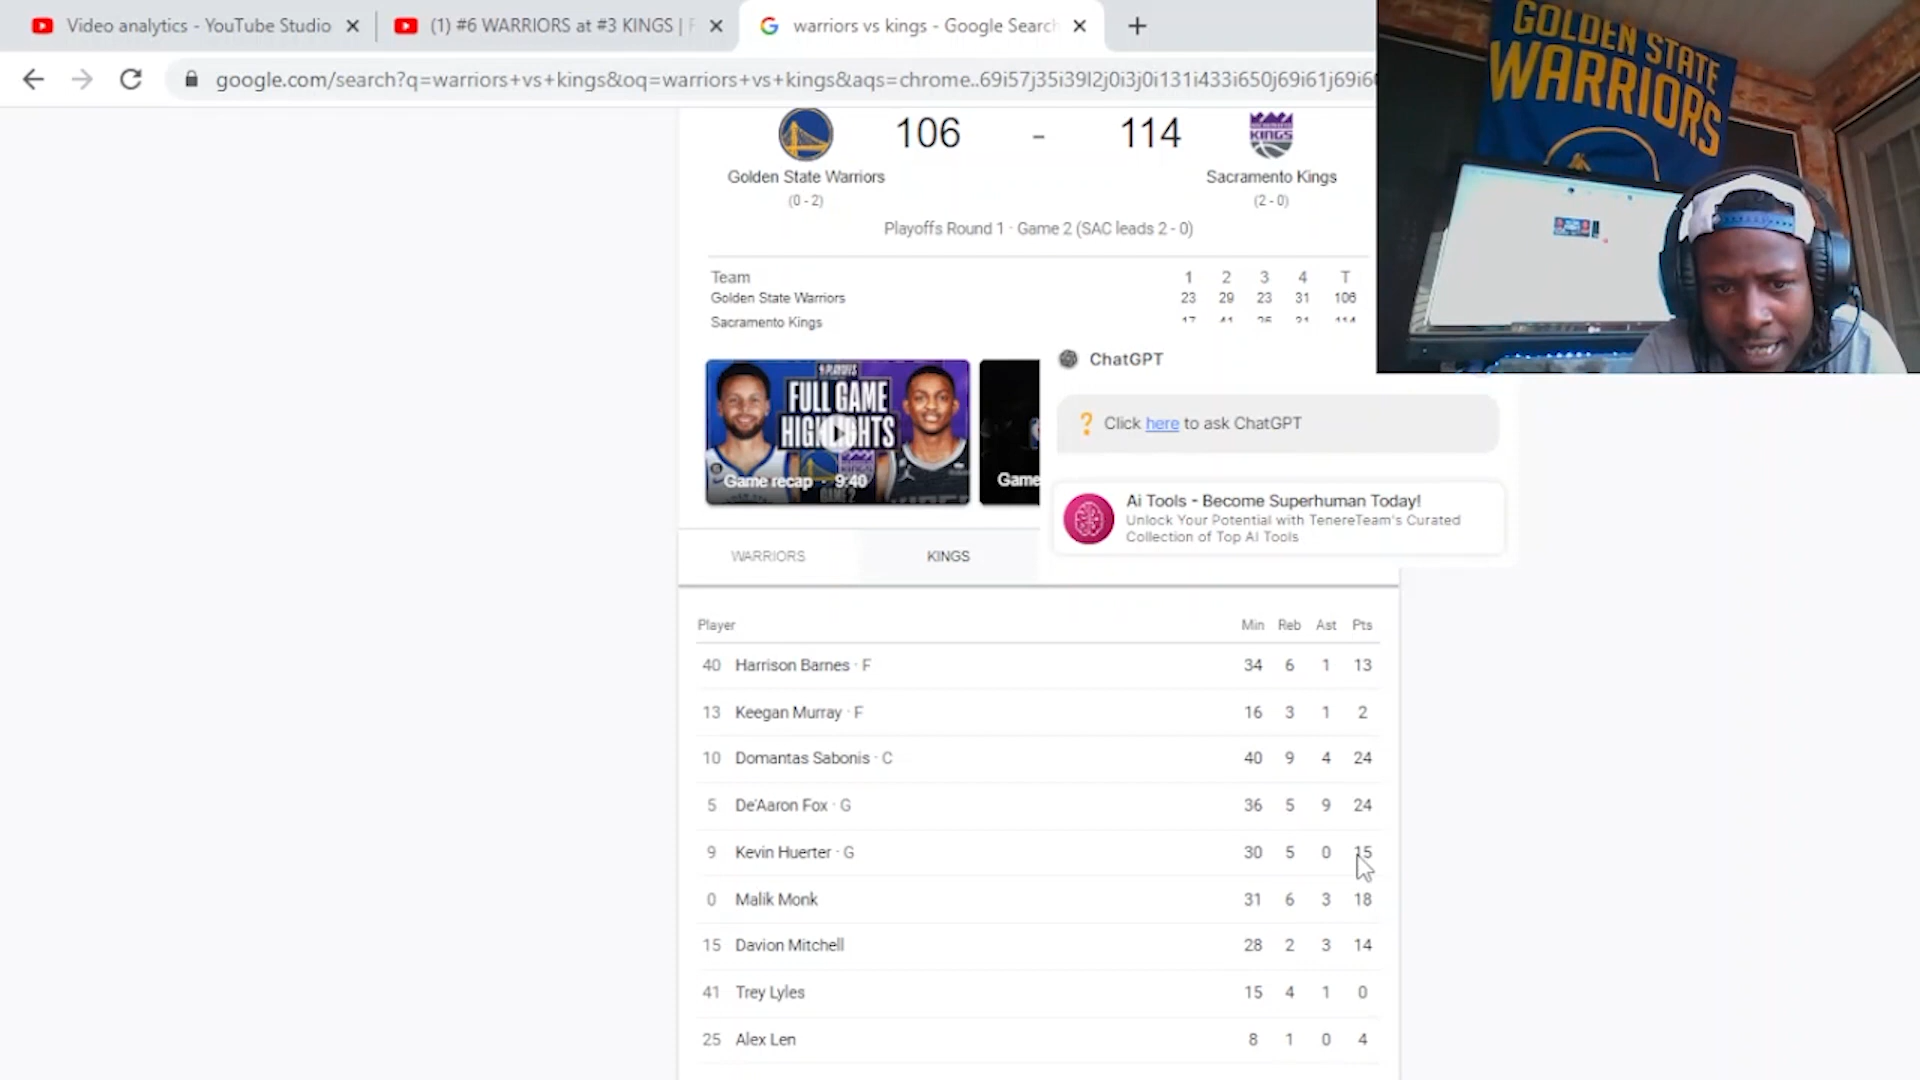 Video analytics - YouTube Studio
(1) #6 WARRIORS at #3 KINGS |
warriors vs kings - Google Search
google.com/search?q=warriors+vs+kings&oq=warriors+vs+kings&aqs=chrome..69i57j35i39l2j0i3j0i131i433i650j69i61j69i6
GOLDEN STATE
WARRIORS
106 - 114
KINGS
Golden State Warriors
(0 - 2)
Sacramento Kings
(2 - 0)
Playoffs Round 1 · Game 2 (SAC leads 2 - 0)
Team 1 2 3 4 T
Golden State Warriors 23 29 23 31 106
Sacramento Kings
PLAYOFFS
FULL GAME
HIGHLIGHTS
KINGS
GAME 2
Game recap · 9:40
Game
ChatGPT
? Click here to ask ChatGPT
Ai Tools - Become Superhuman Today!
Unlock Your Potential with TenereTeam's Curated
Collection of Top AI Tools
WARRIORS
KINGS
Player Min Reb Ast Pts
40 Harrison Barnes · F 34 6 1 13
13 Keegan Murray · F 16 3 1 2
10 Domantas Sabonis · C 40 9 4 24
5 De'Aaron Fox · G 36 5 9 24
9 Kevin Huerter · G 30 5 0 15
0 Malik Monk 31 6 3 18
15 Davion Mitchell 28 2 3 14
41 Trey Lyles 15 4 1 0
25 Alex Len 8 1 0 4